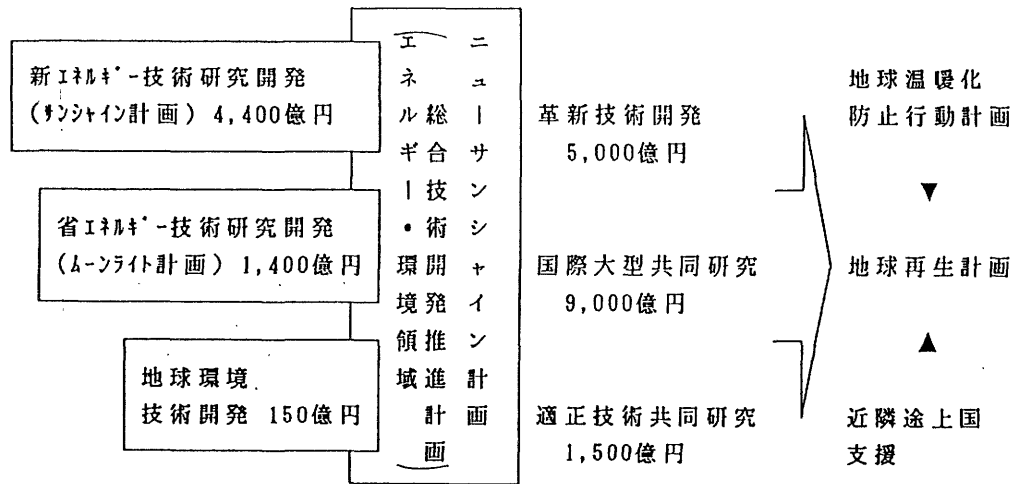 新エネルギー技術研究開発
(サンシャイン計画) 4,400億円
省エネルギー技術研究開発
(ムーンライト計画) 1,400億円
地球環境
技術開発 150億円
ニューサンシャイン計画
(エネルギー・環境領域
総合技術開発推進計画)
革新技術開発
5,000億円
国際大型共同研究
9,000億円
適正技術共同研究
1,500億円
地球温暖化
防止行動計画
▼
地球再生計画
▲
近隣途上国
支援